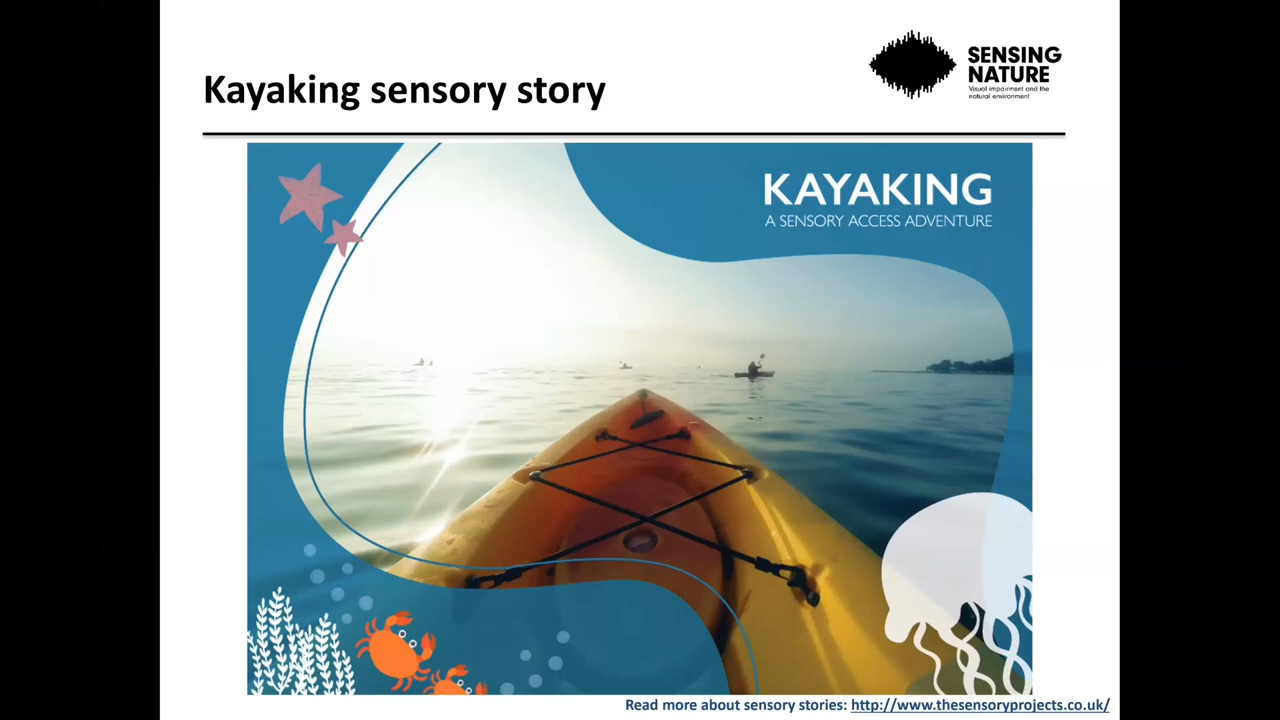 Kayaking sensory story
SENSING
NATURE
Visual impairment and the
natural environment
KAYAKING
A SENSORY ACCESS ADVENTURE
Read more about sensory stories: http://www.thesensoryprojects.co.uk/